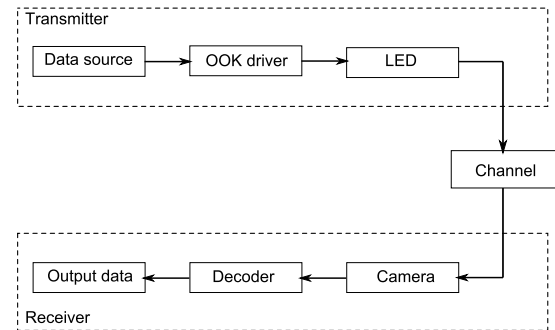 Transmitter
Data source
OOK driver
LED
Channel
Output data
Decoder
Camera
Receiver